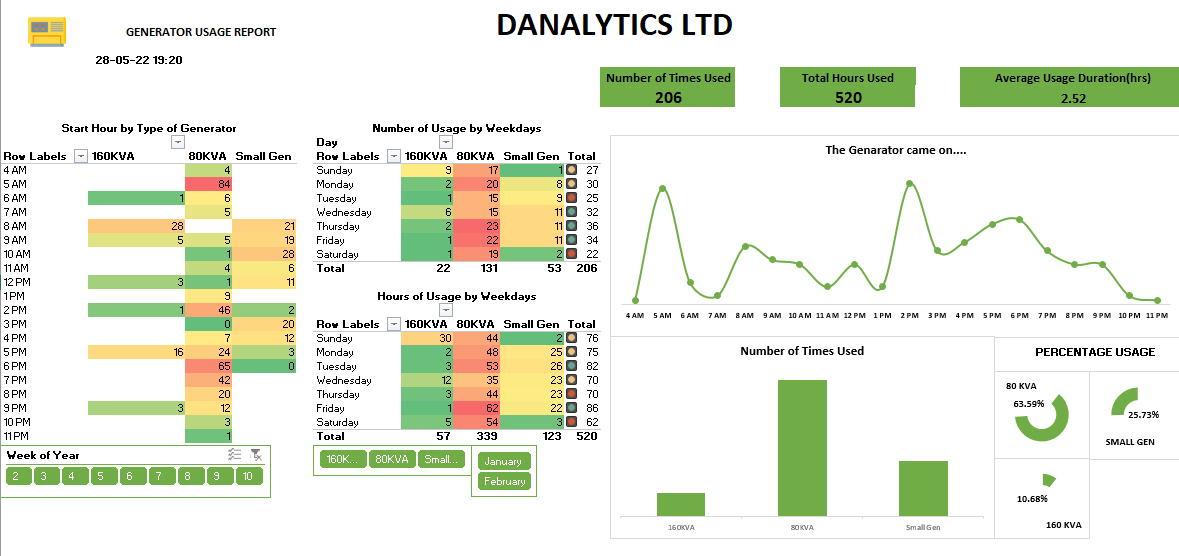 DANALYTICS LTD
GENERATOR USAGE REPORT
28-05-22 19:20
Number of Times Used
206
Total Hours Used
520
Average Usage Duration(hrs)
2.52
Start Hour by Type of Generator
Row Labels 160KVA 80KVA Small Gen
4 AM 4
5 AM 84
6 AM 1 6
7 AM 5
8 AM 28 21
9 AM 5 5 19
10 AM 1 28
11 AM 4 6
12 PM 3 1 11
1 PM 9
2 PM 1 46 2
3 PM 0 20
4 PM 7 12
5 PM 16 24 3
6 PM 65 0
7 PM 42
8 PM 20
9 PM 3 12
10 PM 3
11 PM 1
Week of Year
2 3 4 5 6 7 8 9 10
Number of Usage by Weekdays
Day
Row Labels 160KVA 80KVA Small Gen Total
Sunday 9 17 1 27
Monday 2 20 8 30
Tuesday 1 15 9 25
Wednesday 6 15 11 32
Thursday 2 23 11 36
Friday 1 22 11 34
Saturday 1 19 2 22
Total 22 131 53 206
Hours of Usage by Weekdays
Row Labels 160KVA 80KVA Small Gen Total
Sunday 30 44 2 76
Monday 2 48 25 75
Tuesday 3 53 26 82
Wednesday 12 35 23 70
Thursday 3 44 23 70
Friday 1 62 22 86
Saturday 5 54 3 62
Total 57 339 123 520
160K... 80KVA Small...
January
February
The Genarator came on....
4 AM 5 AM 6 AM 7 AM 8 AM 9 AM 10 AM 11 AM 12 PM 1 PM 2 PM 3 PM 4 PM 5 PM 6 PM 7 PM 8 PM 9 PM 10 PM 11 PM
Number of Times Used
160KVA 80KVA Small Gen
PERCENTAGE USAGE
80 KVA
63.59%
25.73%
SMALL GEN
10.68%
160 KVA